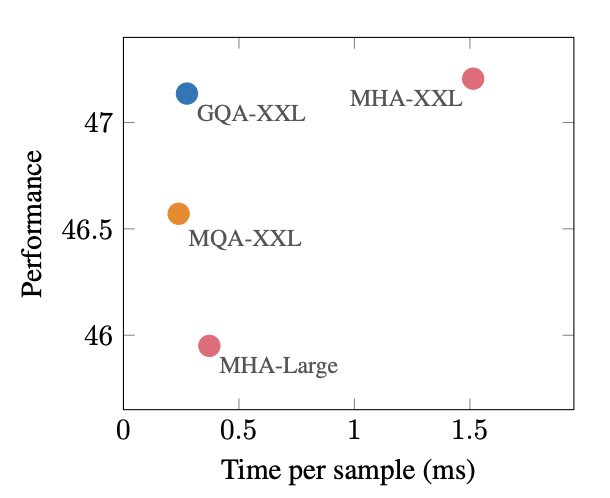 GQA-XXL
MHA-XXL
47
MQA-XXL
46.5
MHA-Large
46
Performance
0
0.5
1
1.5
Time per sample (ms)